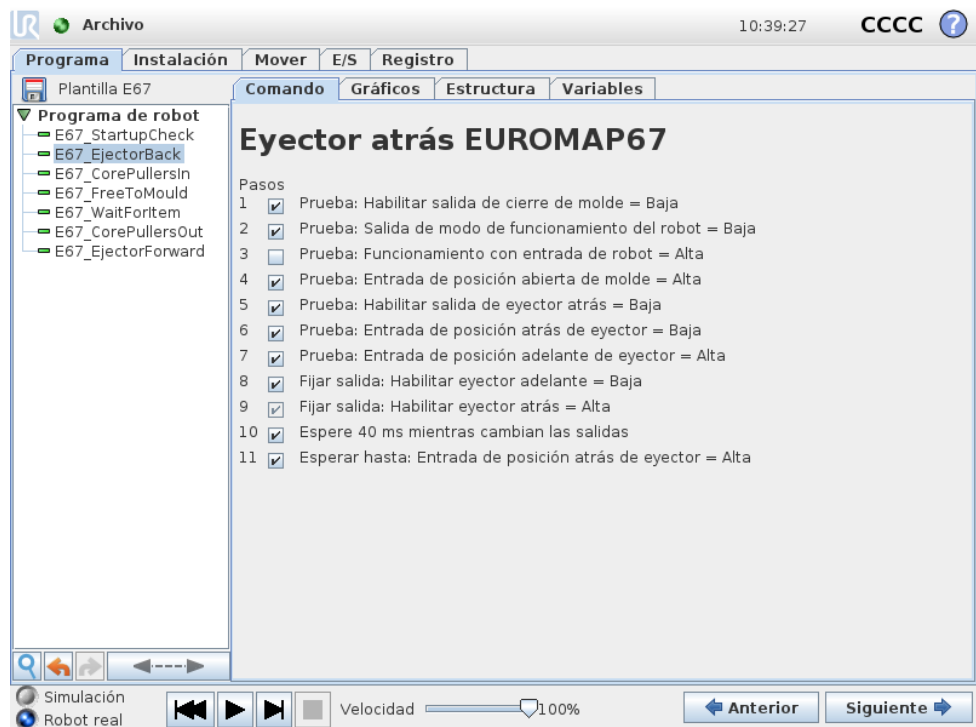 UR Archivo 10:39:27 CCCC ?
Programa Instalación Mover E/S Registro
Plantilla E67
Comando Gráficos Estructura Variables
Programa de robot
E67_StartupCheck
E67_EjectorBack
E67_CorePullersIn
E67_FreeToMould
E67_WaitForItem
E67_CorePullersOut
E67_EjectorForward
Eyector atrás EUROMAP67
Pasos
1 Prueba: Habilitar salida de cierre de molde = Baja
2 Prueba: Salida de modo de funcionamiento del robot = Baja
3 Prueba: Funcionamiento con entrada de robot = Alta
4 Prueba: Entrada de posición abierta de molde = Alta
5 Prueba: Habilitar salida de eyector atrás = Baja
6 Prueba: Entrada de posición atrás de eyector = Baja
7 Prueba: Entrada de posición adelante de eyector = Alta
8 Fijar salida: Habilitar eyector adelante = Baja
9 Fijar salida: Habilitar eyector atrás = Alta
10 Espere 40 ms mientras cambian las salidas
11 Esperar hasta: Entrada de posición atrás de eyector = Alta
Simulación
Robot real
Velocidad 100%
Anterior Siguiente